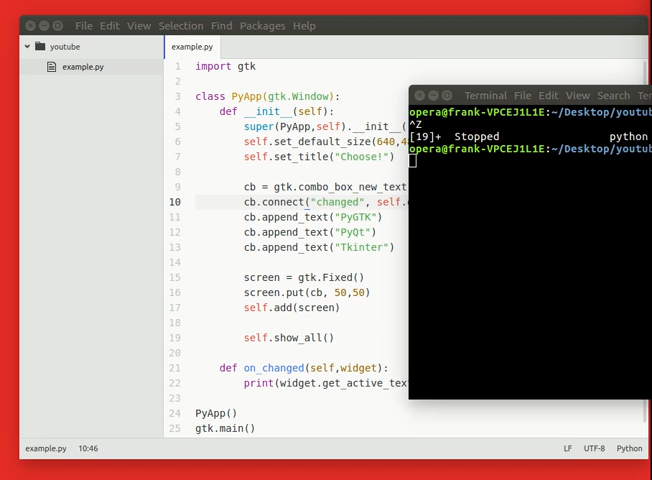 File Edit View Selection Find Packages Help
youtube
example.py
example.py
1 import gtk
2
3 class PyApp(gtk.Window):
4 def __init__(self):
5 super(PyApp,self).__init__(
6 self.set_default_size(640,4
7 self.set_title("Choose!")
8
9 cb = gtk.combo_box_new_text
10 cb.connect("changed", self.
11 cb.append_text("PyGTK")
12 cb.append_text("PyQt")
13 cb.append_text("Tkinter")
14
15 screen = gtk.Fixed()
16 screen.put(cb, 50,50)
17 self.add(screen)
18
19 self.show_all()
20
21 def on_changed(self,widget):
22 print(widget.get_active_tex
23
24 PyApp()
25 gtk.main()
example.py 10:46 LF UTF-8 Python
Terminal File Edit View Search Ter
opera@frank-VPCEJ1L1E:~/Desktop/youtub
^Z
[19]+ Stopped python
opera@frank-VPCEJ1L1E:~/Desktop/youtub